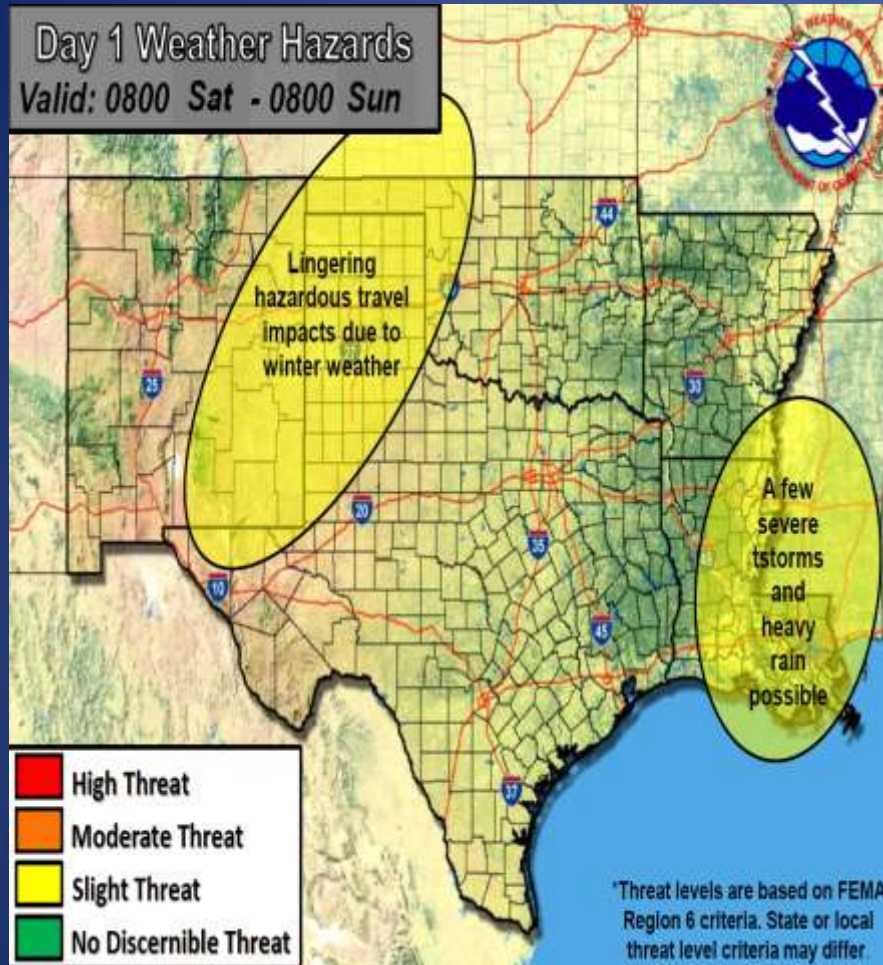 Day 1 Weather Hazards
Valid: 0800 Sat - 0800 Sun
Lingering
hazardous travel
impacts due to
winter weather
44
25
30
20
35
10
45
37
A few
severe
tstorms
and
heavy
rain
possible
High Threat
Moderate Threat
Slight Threat
No Discernible Threat
*Threat levels are based on FEMA
Region 6 criteria. State or local
threat level criteria may differ.